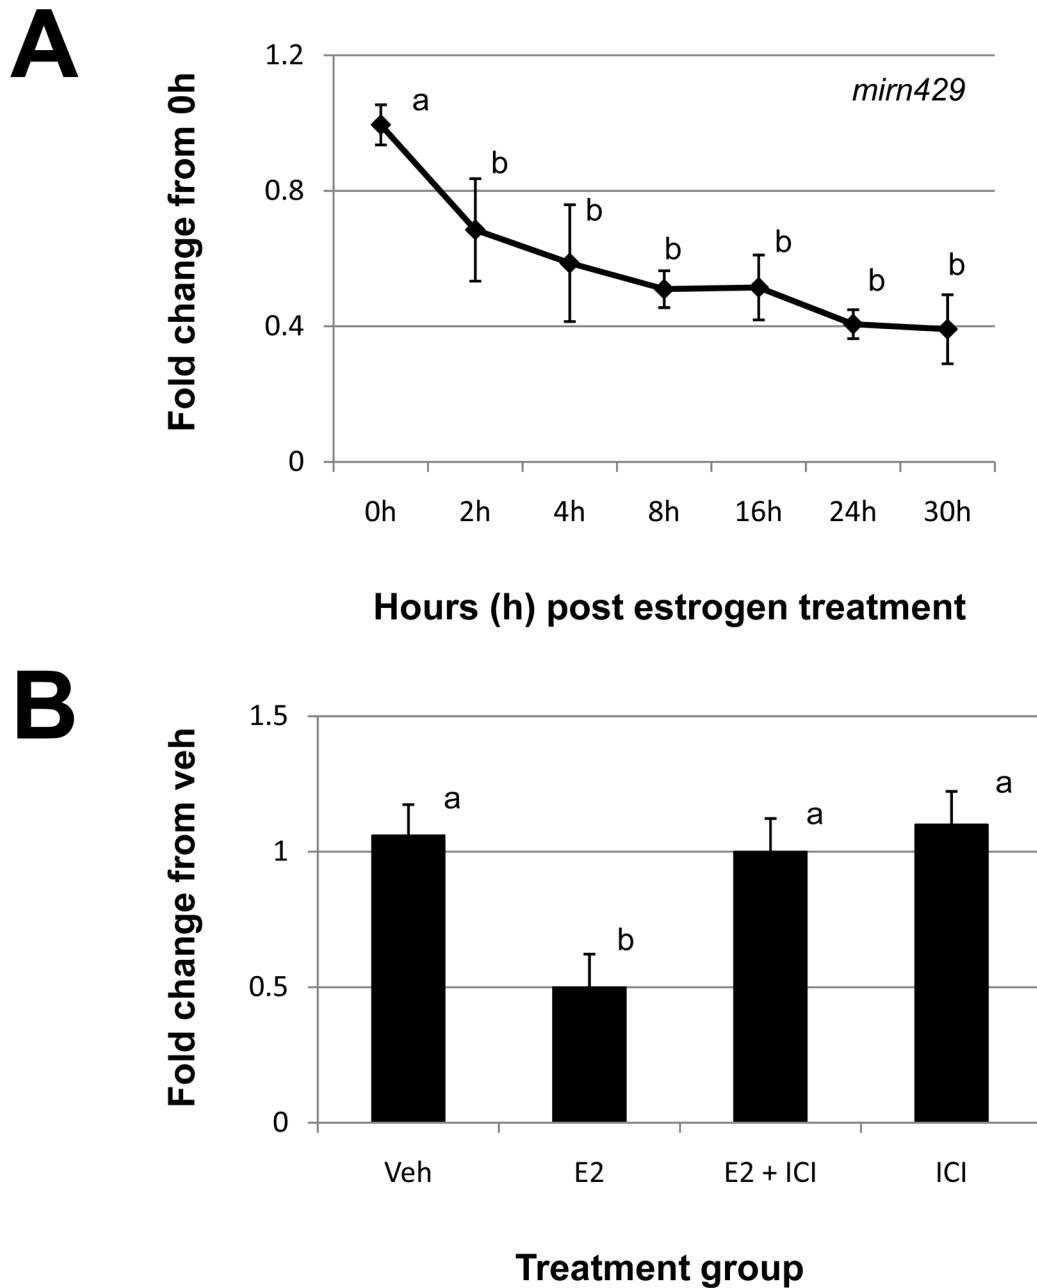 A
Fold change from 0h
1.2
0.8
0.4
0
mirn429
a
b
b
b
b
b
b
0h 2h 4h 8h 16h 24h 30h
Hours (h) post estrogen treatment
B
Fold change from veh
1.5
1
0.5
0
a
b
a
a
Veh E2 E2 + ICI ICI
Treatment group